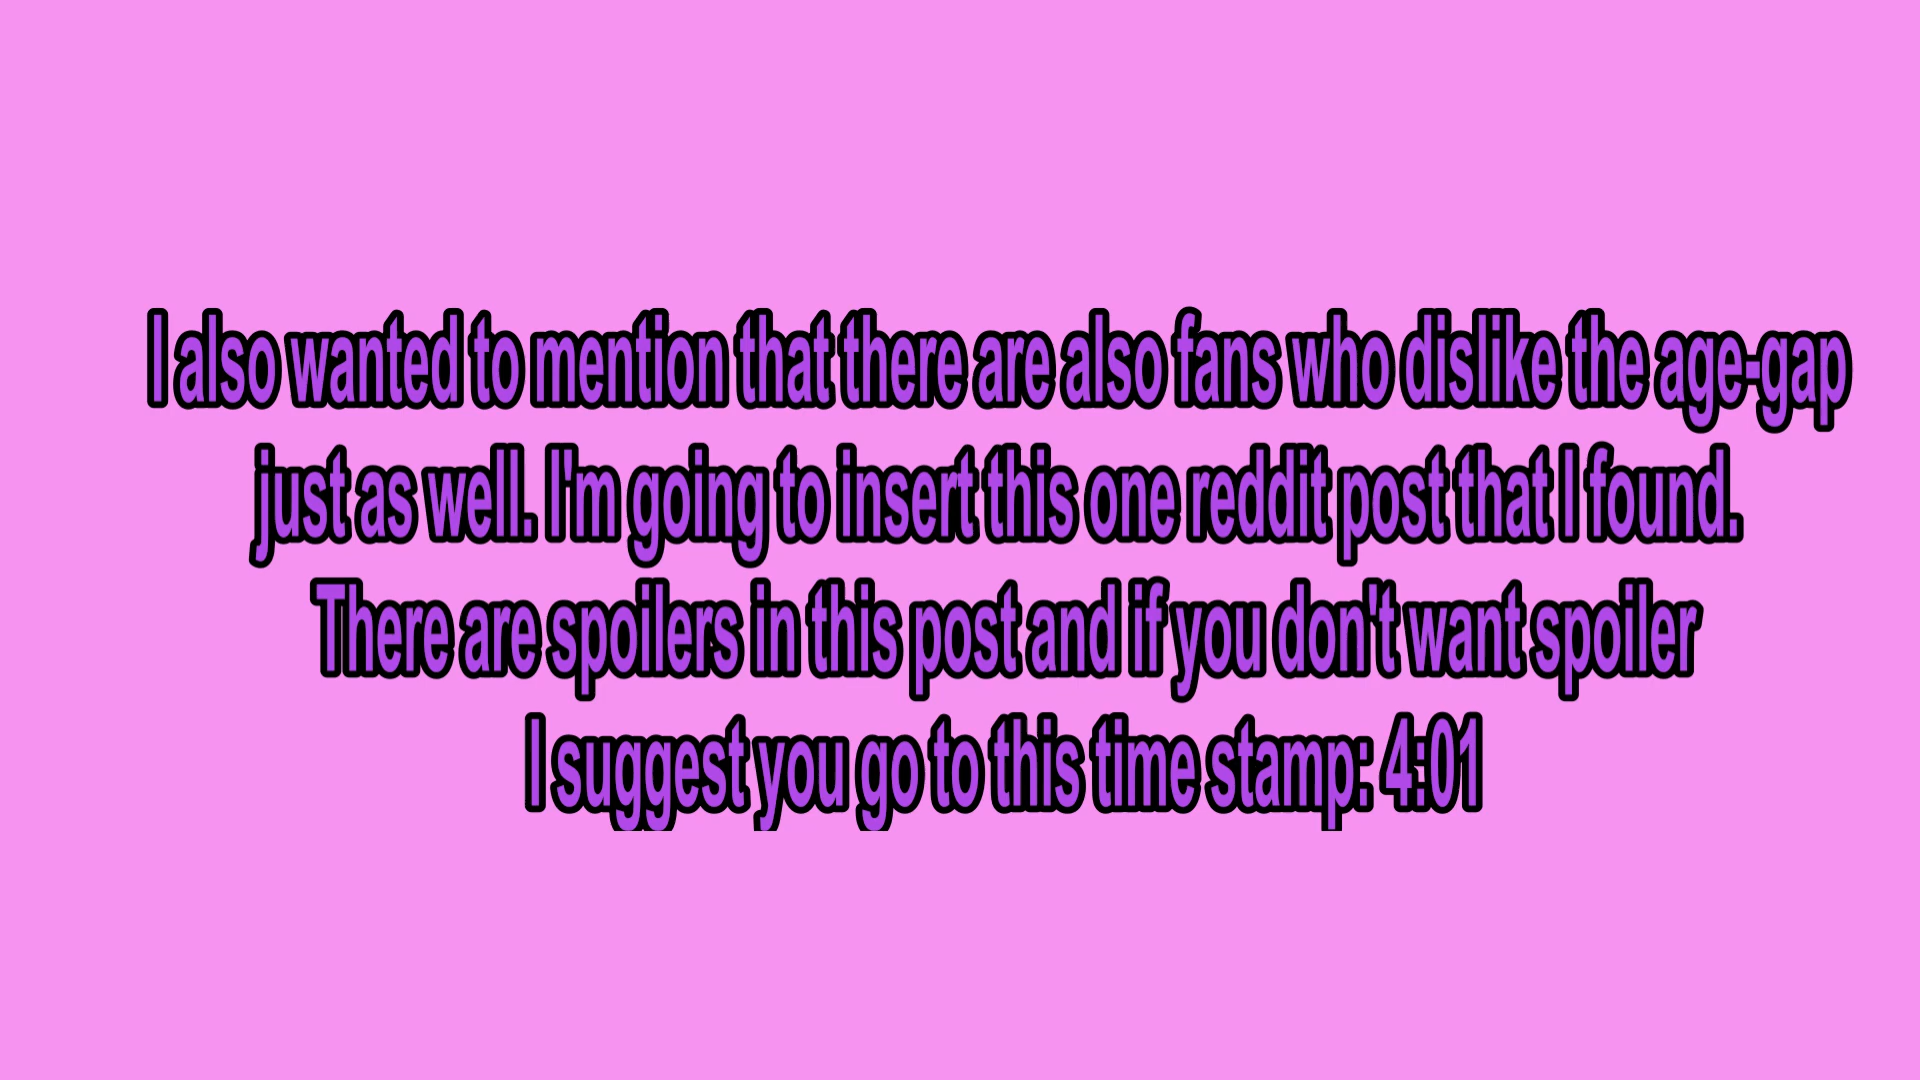 I also wanted to mention that there are also fans who dislike the age-gap
just as well. I'm going to insert this one reddit post that I found.
There are spoilers in this post and if you don't want spoiler
I suggest you go to this time stamp: 4:01